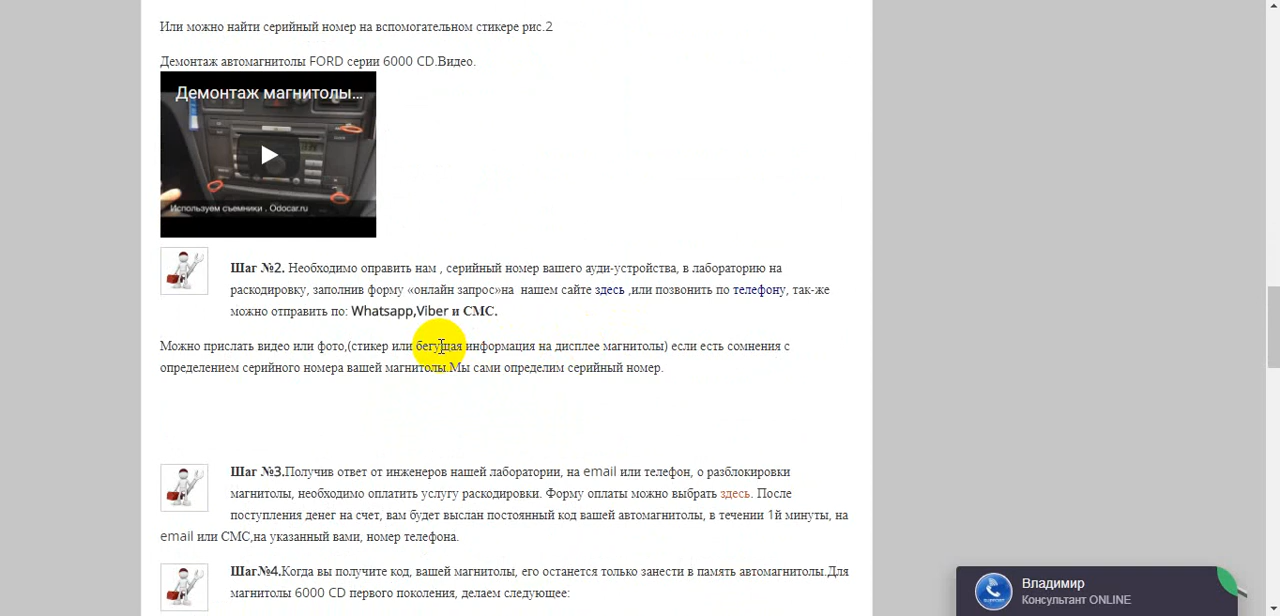 Или можно найти серийный номер на вспомогательном стикере рис.2
Демонтаж автомагнитолы FORD серии 6000 CD.Видео.
Демонтаж магнитолы…
Используем съемники . Odocar.ru
Шаг №2. Необходимо оправить нам , серийный номер вашего ауди-устройства, в лабораторию на
раскодировку, заполнив форму «онлайн запрос»на нашем сайте здесь ,или позвонить по телефону, так-же
можно отправить по: Whatsapp,Viber и СМС.
Можно прислать видео или фото,(стикер или бегущая информация на дисплее магнитолы) если есть сомнения с
определением серийного номера вашей магнитолы.Мы сами определим серийный номер.
Шаг №3.Получив ответ от инженеров нашей лаборатории, на email или телефон, о разблокировки
магнитолы, необходимо оплатить услугу раскодировки. Форму оплаты можно выбрать здесь. После
поступления денег на счет, вам будет выслан постоянный код вашей автомагнитолы, в течении 1й минуты, на
email или СМС,на указанный вами, номер телефона.
Шаг№4.Когда вы получите код, вашей магнитолы, его останется только занести в память автомагнитолы.Для
магнитолы 6000 CD первого поколения, делаем следующее:
Владимир
Консультант ONLINE